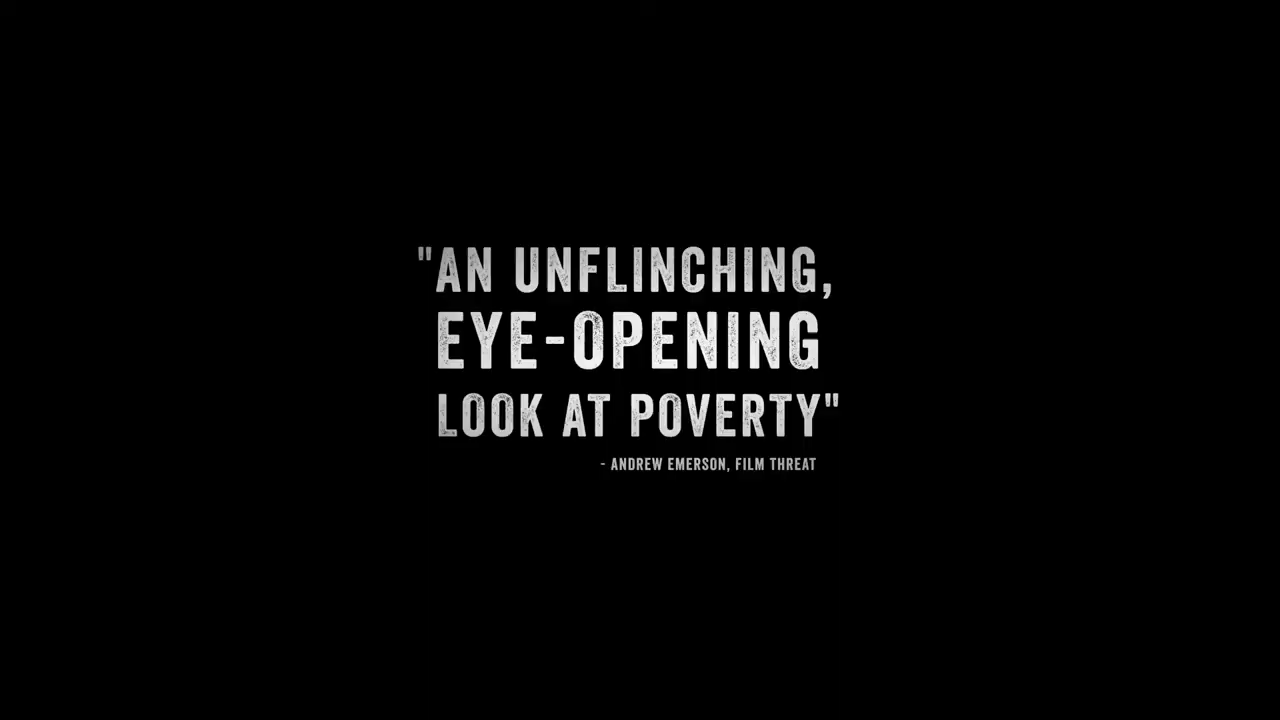 "AN UNFLINCHING,
EYE-OPENING
LOOK AT POVERTY"
- ANDREW EMERSON, FILM THREAT